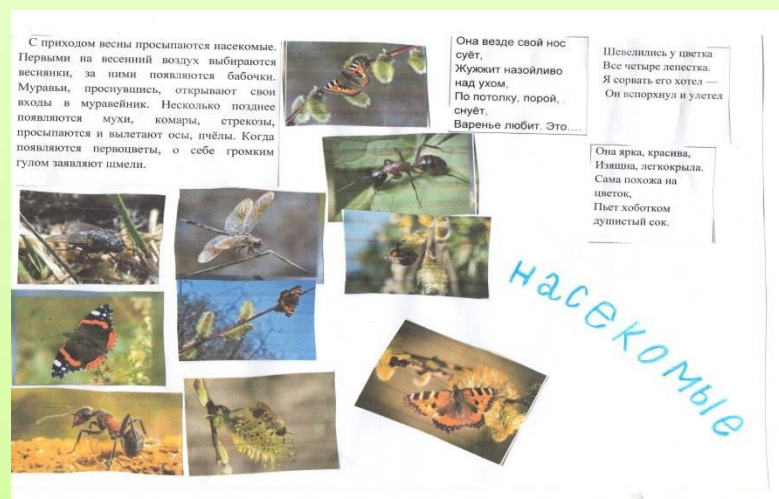 С приходом весны просыпаются насекомые.
Первыми на весенний воздух выбираются
веснянки, за ними появляются бабочки.
Муравьи, проснувшись, открывают свои
входы в муравейник. Несколько позднее
появляются мухи, комары, стрекозы,
просыпаются и вылетают осы, пчёлы. Когда
появляются первоцветы, о себе громким
гулом заявляют шмели.
Она везде свой нос
суёт,
Жужжит назойливо
над ухом,
По потолку, порой,
снуёт,
Варенье любит. Это....
Шевелились у цветка
Все четыре лепестка.
Я сорвать его хотел —
Он вспорхнул и улетел
Она ярка, красива,
Изящна, легкокрыла.
Сама похожа на
цветок,
Пьет хоботком
душистый сок.
насекомые